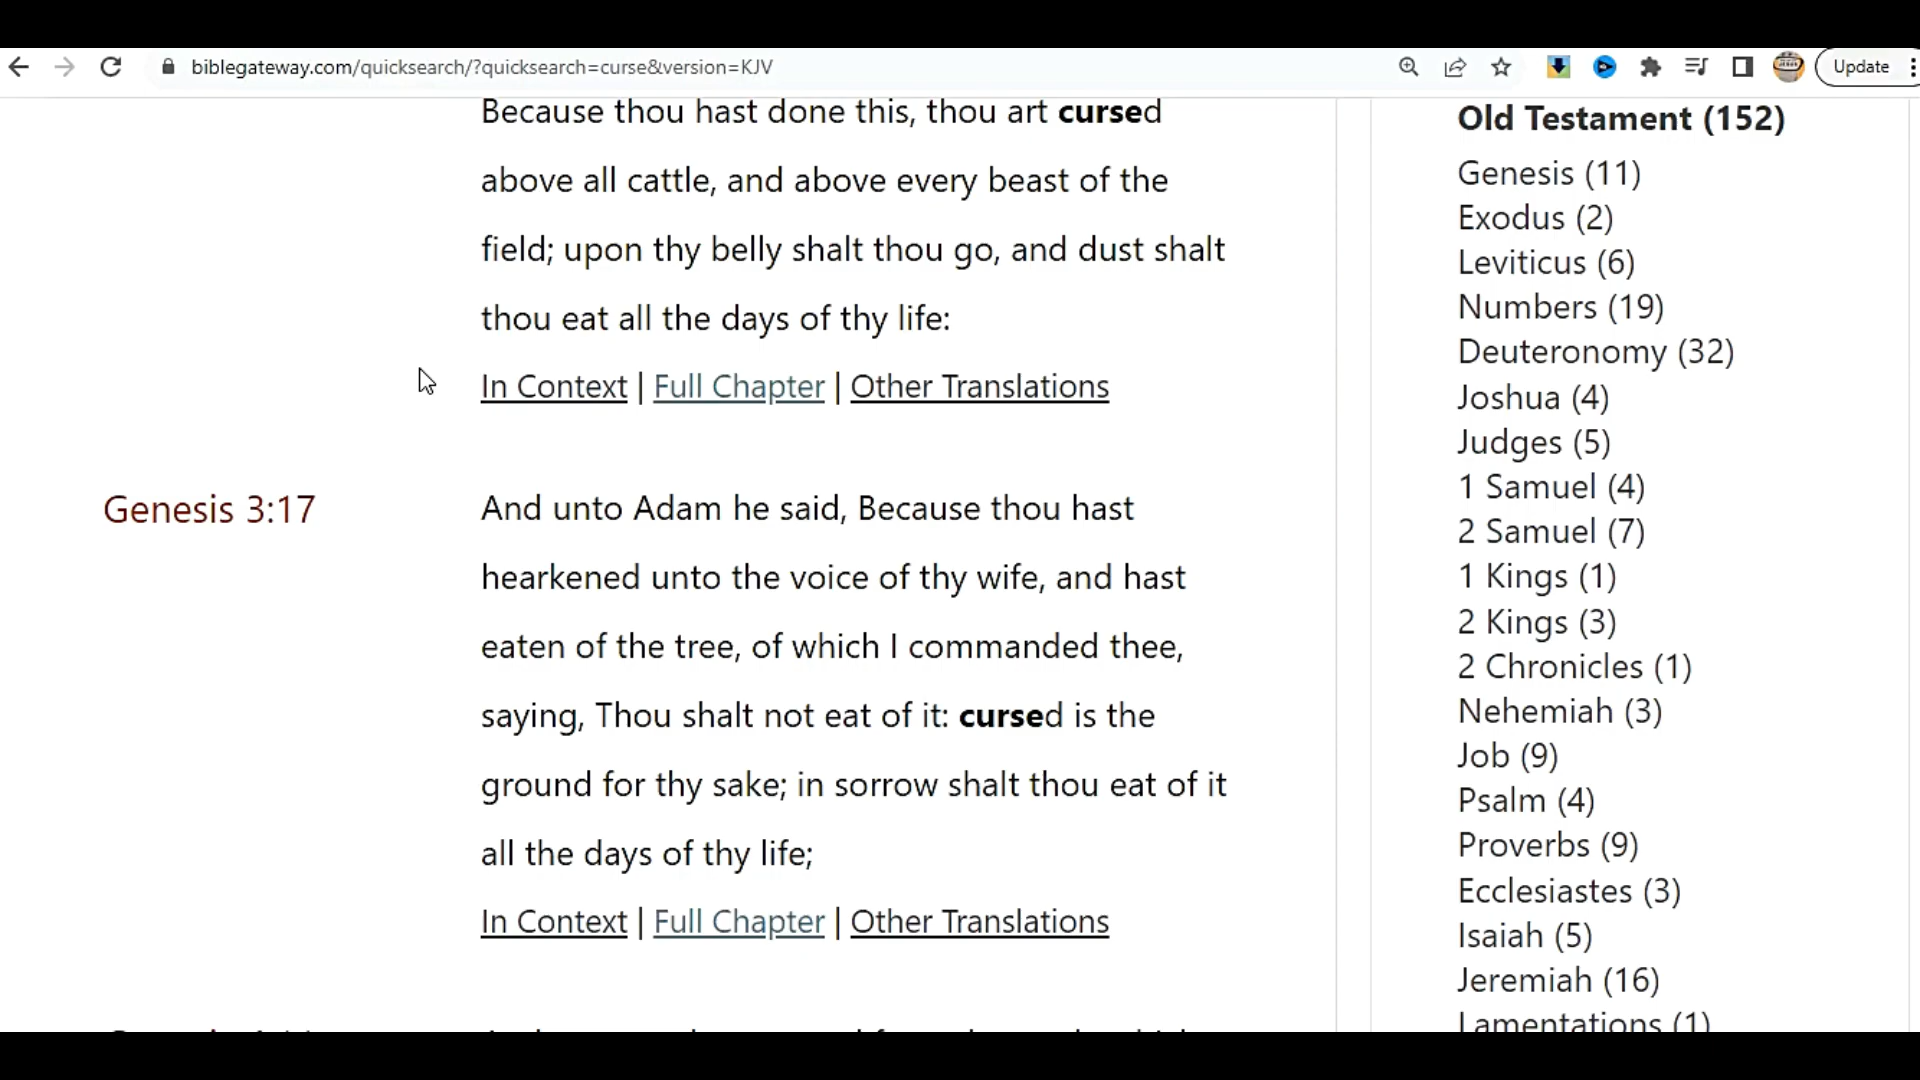 biblegateway.com/quicksearch/?quicksearch=curse&version=KJV
Update
Because thou hast done this, thou art cursed
above all cattle, and above every beast of the
field; upon thy belly shalt thou go, and dust shalt
thou eat all the days of thy life:
In Context | Full Chapter | Other Translations
Genesis 3:17
And unto Adam he said, Because thou hast
hearkened unto the voice of thy wife, and hast
eaten of the tree, of which I commanded thee,
saying, Thou shalt not eat of it: cursed is the
ground for thy sake; in sorrow shalt thou eat of it
all the days of thy life;
In Context | Full Chapter | Other Translations
Old Testament (152)
Genesis (11)
Exodus (2)
Leviticus (6)
Numbers (19)
Deuteronomy (32)
Joshua (4)
Judges (5)
1 Samuel (4)
2 Samuel (7)
1 Kings (1)
2 Kings (3)
2 Chronicles (1)
Nehemiah (3)
Job (9)
Psalm (4)
Proverbs (9)
Ecclesiastes (3)
Isaiah (5)
Jeremiah (16)
Lamentations (1)